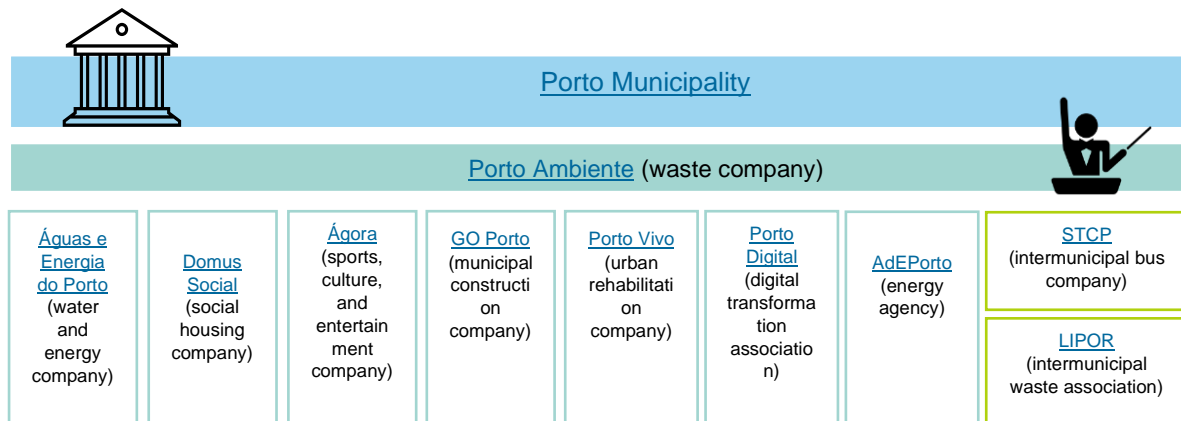 Porto Municipality
Porto Ambiente (waste company)
Águas e
Energia
do Porto
(water
and
energy
company)
Domus
Social
(social
housing
company)
Ágora
(sports,
culture,
and
entertain
ment
company)
GO Porto
(municipal
constructi
on
company)
Porto Vivo
(urban
rehabilitati
on
company)
Porto
Digital
(digital
transforma
tion
associatio
n)
AdEPorto
(energy
agency)
STCP
(intermunicipal bus
company)
LIPOR
(intermunicipal
waste association)